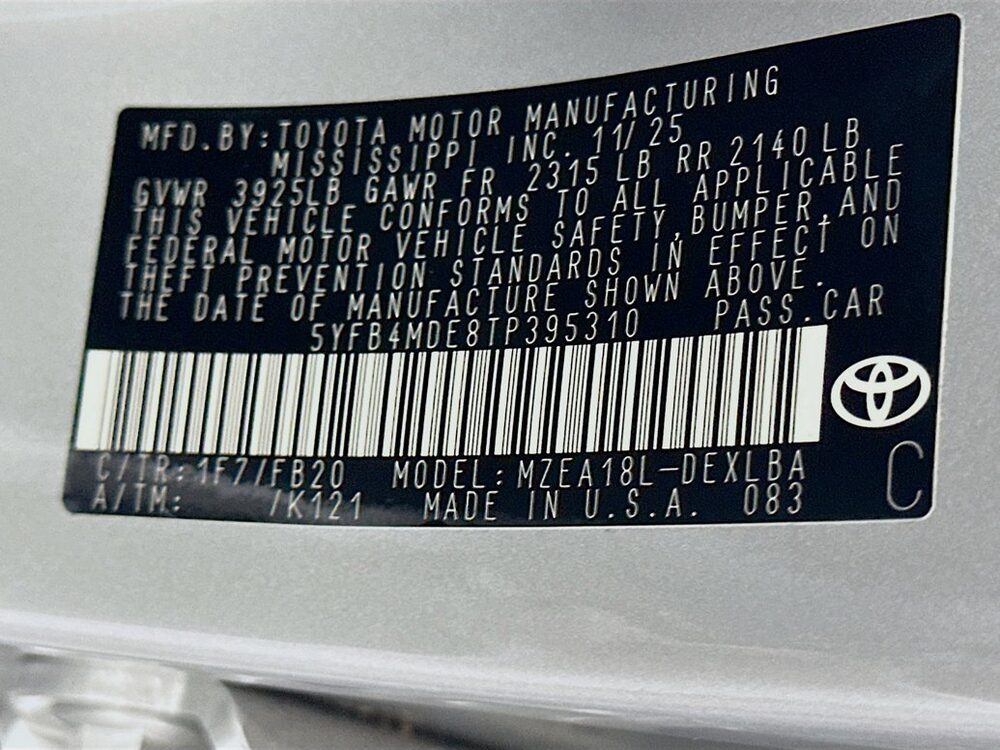 MFD.BY:TOYOTA MOTOR MANUFACTURING
MISSISSIPPI INC. 11/25
GVWR 3925LB GAWR FR 2315 LB RR 2140 LB
THIS VEHICLE CONFORMS TO ALL APPLICABLE
FEDERAL MOTOR VEHICLE SAFETY,BUMPER,AND
THEFT PREVENTION STANDARDS IN EFFECT ON
THE DATE OF MANUFACTURE SHOWN ABOVE.
5YFB4MDE8TP395310 PASS.CAR
C/TR:1F7/FB20 MODEL:MZEA18L-DEXLBA
A/TM: /K121 MADE IN U.S.A. 083
C